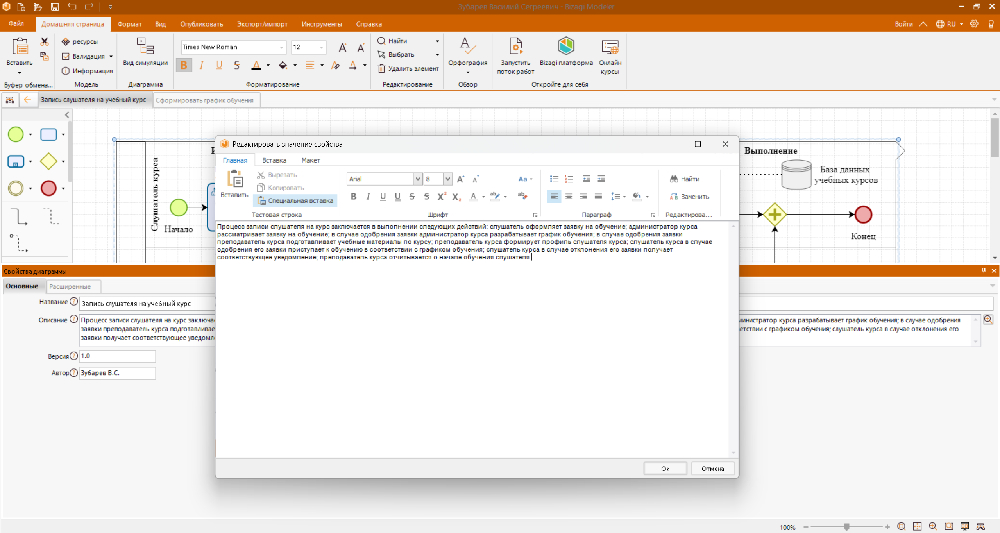 Зубарев Василий Сегреевич - Bizagi Modeler
Файл
Домашняя страница
Формат
Вид
Опубликовать
Экспорт/импорт
Инструменты
Справка
Войти
RU
Вставить
Буфер обмена...
ресурсы
Валидация
Информация
Модель
Вид симуляции
Диаграмма
Times New Roman
12
Форматирование
Найти
Выбрать
Удалить элемент
Редактирование
Орфография
Обзор
Запустить
поток работ
Bizagi платформа
Онлайн
курсы
Откройте для себя
Запись слушателя на учебный курс
Сформировать график обучения
Слушатель курса
Начало
Выполнение
База данных
учебных курсов
Конец
Редактировать значение свойства
Главная
Вставка
Макет
Вставить
Вырезать
Копировать
Специальная вставка
Тестовая строка
Arial
8
Шрифт
Параграф
Найти
Заменить
Редактирова...
Процесс записи слушателя на курс заключается в выполнении следующих действий: слушатель оформляет заявку на обучение; администратор курса
рассматривает заявку на обучение; в случае одобрения заявки администратор курса разрабатывает график обучения; в случае одобрения заявки
преподаватель курса подготавливает учебные материалы по курсу; преподаватель курса формирует профиль слушателя курса; слушатель курса в случае
одобрения его заявки приступает к обучению в соответствии с графиком обучения; слушатель курса в случае отклонения его заявки получает
соответствующее уведомление; преподаватель курса отчитывается о начале обучения слушателя
Ок
Отмена
Свойства диаграммы
Основные
Расширенные
Название
Запись слушателя на учебный курс
Описание
Процесс записи слушателя на курс заключае
министратор курса разрабатывает график обучения; в случае одобрения
заявки преподаватель курса подготавливае
етствии с графиком обучения; слушатель курса в случае отклонения его
заявки получает соответствующее уведомле
Версия
1.0
Автор
Зубарев В.С.
100%